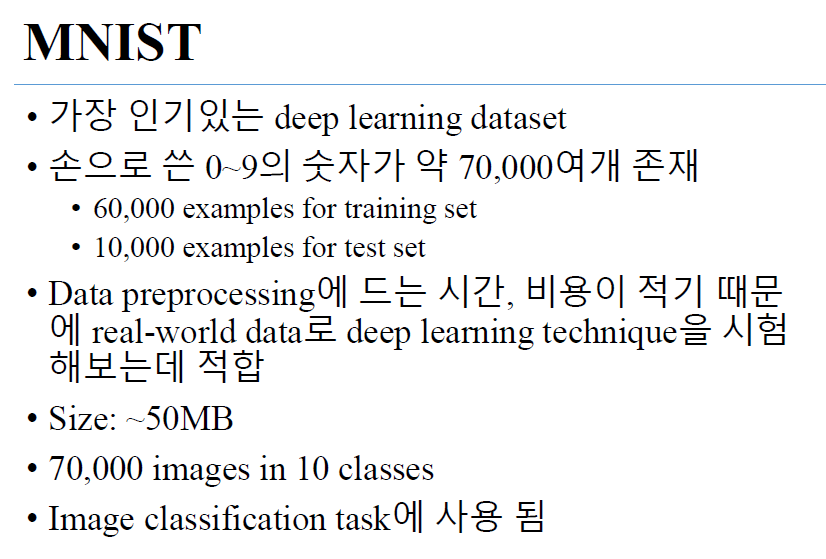 MNIST
• 가장 인기있는 deep learning dataset
• 손으로 쓴 0~9의 숫자가 약 70,000여개 존재
• 60,000 examples for training set
• 10,000 examples for test set
• Data preprocessing에 드는 시간, 비용이 적기 때문
에 real-world data로 deep learning technique을 시험
해보는데 적합
• Size: ~50MB
• 70,000 images in 10 classes
• Image classification task에 사용 됨